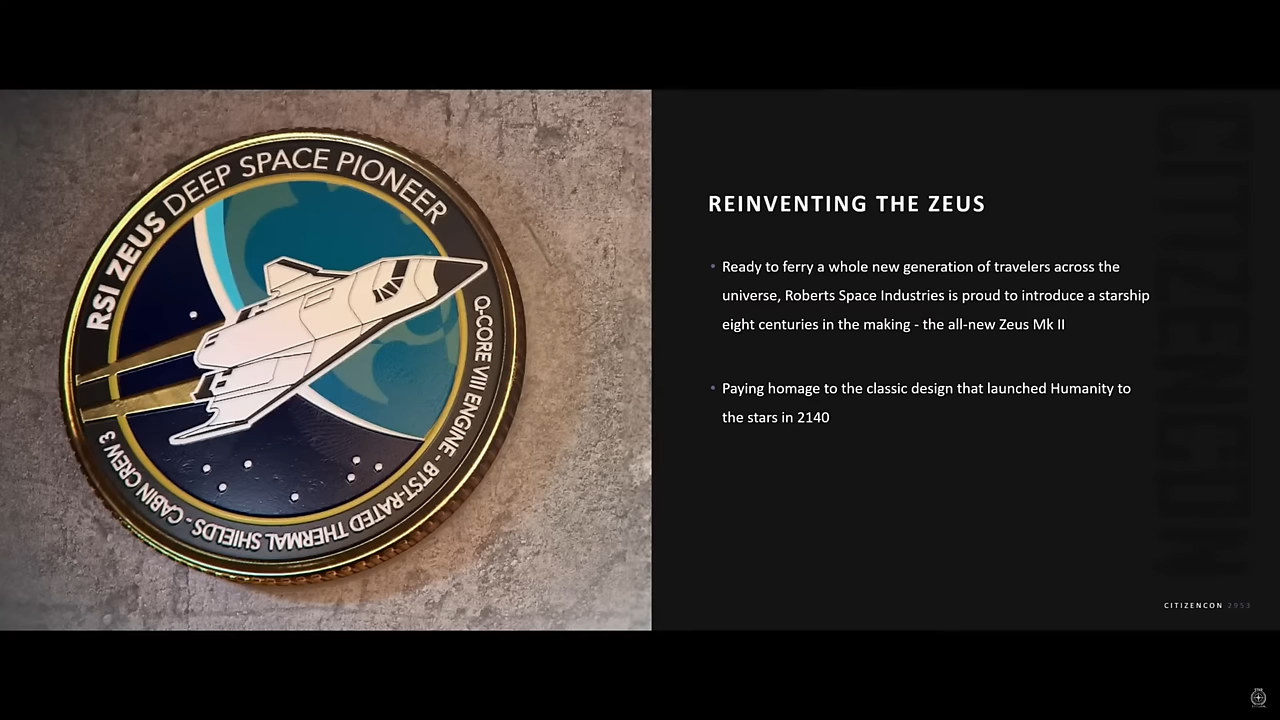 RSI ZEUS DEEP SPACE PIONEER
Q-CORE VIII ENGINE - BTST-RATED THERMAL SHIELDS - CABIN CREW 3
REINVENTING THE ZEUS
• Ready to ferry a whole new generation of travelers across the
universe, Roberts Space Industries is proud to introduce a starship
eight centuries in the making - the all-new Zeus Mk II
• Paying homage to the classic design that launched Humanity to
the stars in 2140
CITIZENCON
CITIZENCON 2953